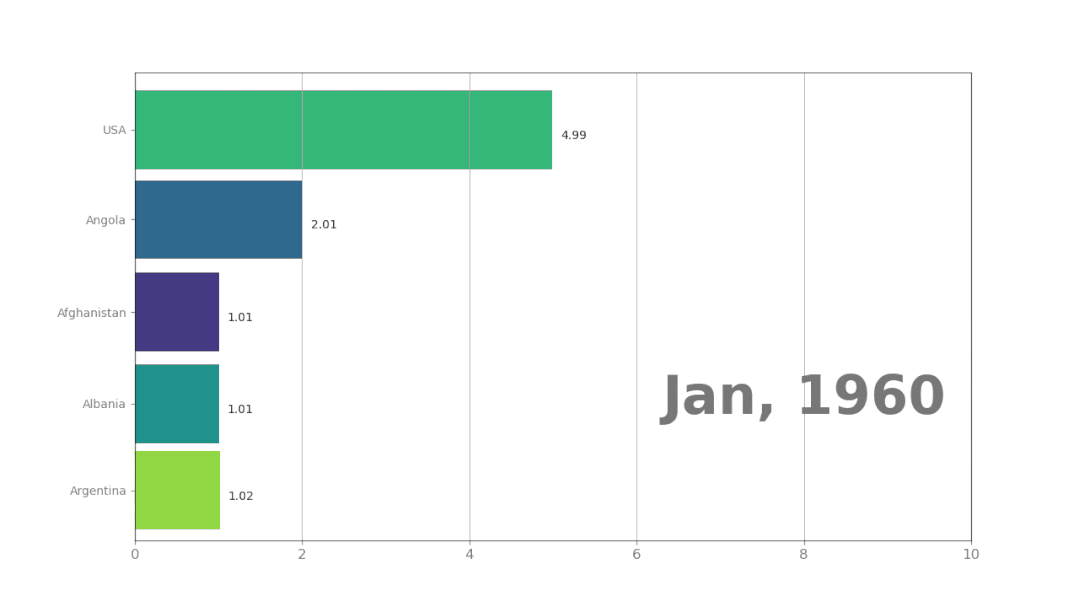 USA
4.99
Angola
2.01
Afghanistan
1.01
Albania
1.01
Jan, 1960
Argentina
1.02
0 2 4 6 8 10